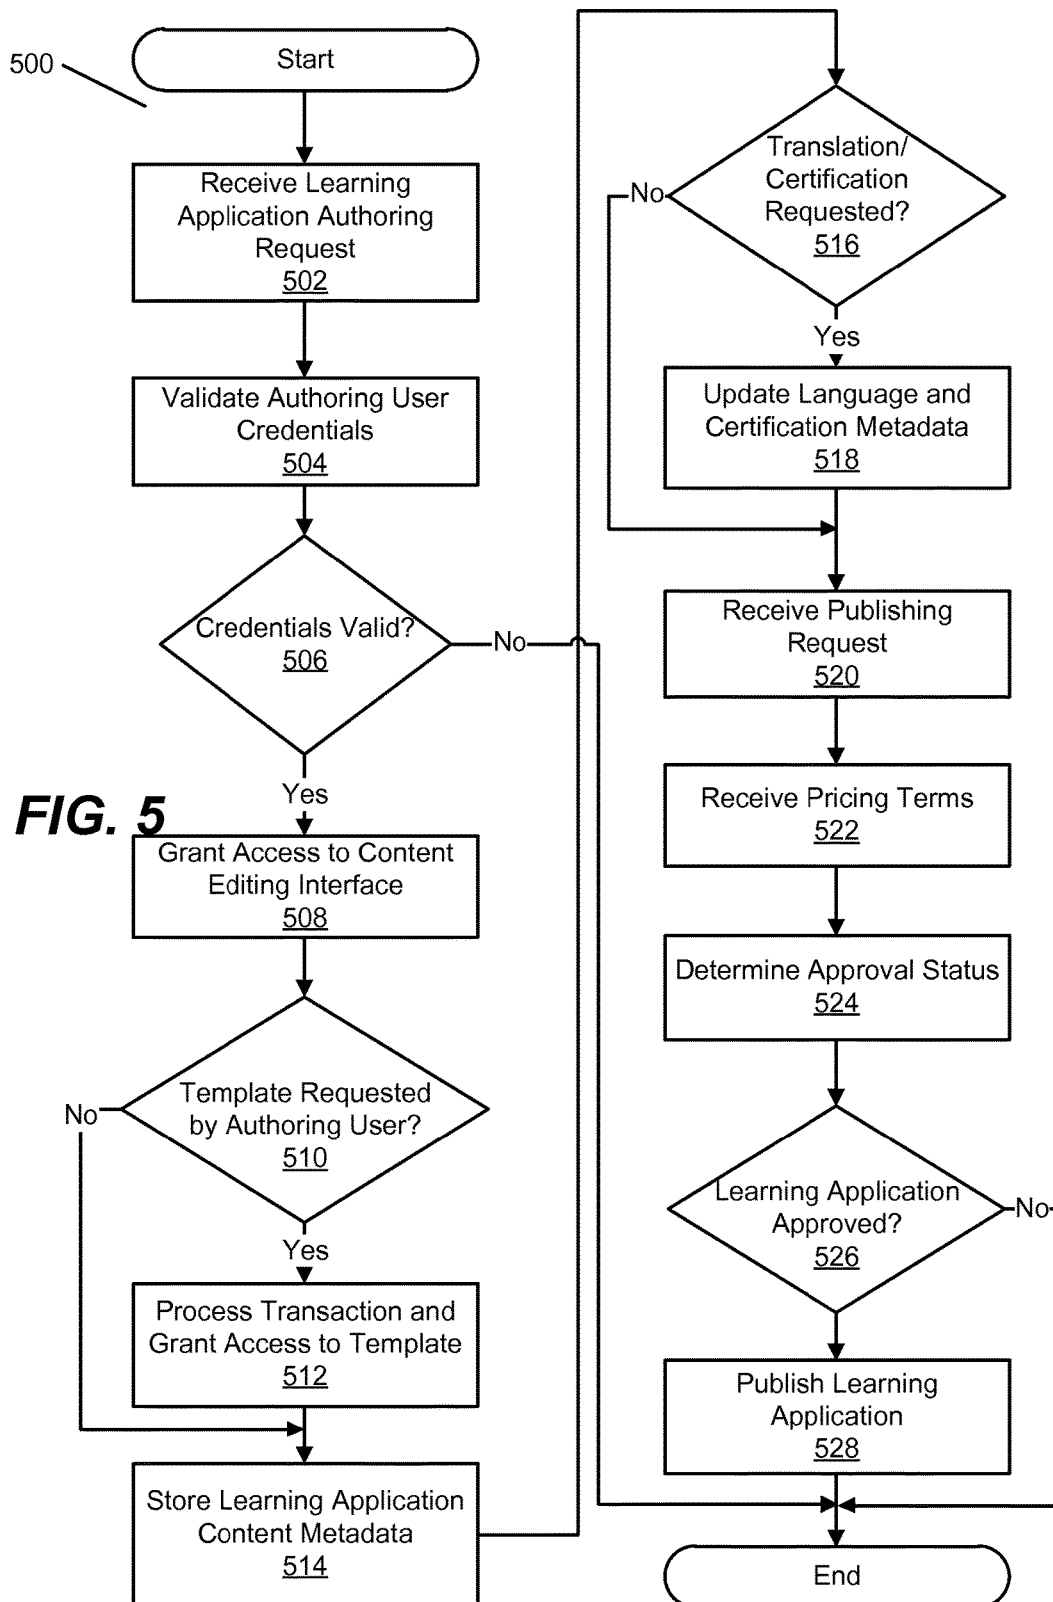 500
Start
Receive Learning
Application Authoring
Request
502
Validate Authoring User
Credentials
504
Credentials Valid?
506
No
Yes
FIG. 5
Grant Access to Content
Editing Interface
508
Template Requested
by Authoring User?
510
No
Yes
Process Transaction and
Grant Access to Template
512
Store Learning Application
Content Metadata
514
Translation/
Certification
Requested?
516
No
Yes
Update Language and
Certification Metadata
518
Receive Publishing
Request
520
Receive Pricing Terms
522
Determine Approval Status
524
Learning Application
Approved?
526
No
Publish Learning
Application
528
End